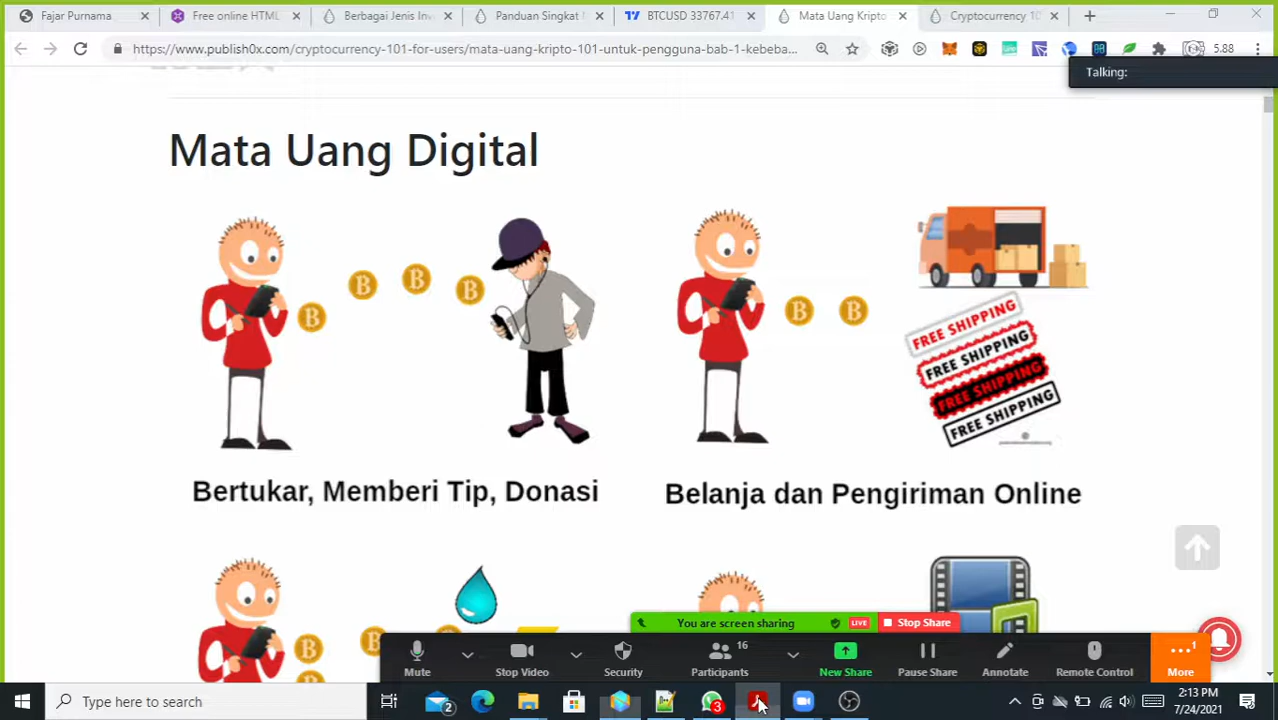 Fajar Purnama
Free online HTML
Berbagai Jenis Inv
Panduan Singkat
BTCUSD 33767.41
Mata Uang Kripto
Cryptocurrency 10
https://www.publish0x.com/cryptocurrency-101-for-users/mata-uang-kripto-101-untuk-pengguna-bab-1-kebeba...
5.88
Talking:
Mata Uang Digital
FREE SHIPPING
FREE SHIPPING
FREE SHIPPING
FREE SHIPPING
Bertukar, Memberi Tip, Donasi
Belanja dan Pengiriman Online
You are screen sharing
LIVE
Stop Share
16
1
Mute
Stop Video
Security
Participants
New Share
Pause Share
Annotate
Remote Control
More
Type here to search
2
3
2:13 PM
7/24/2021